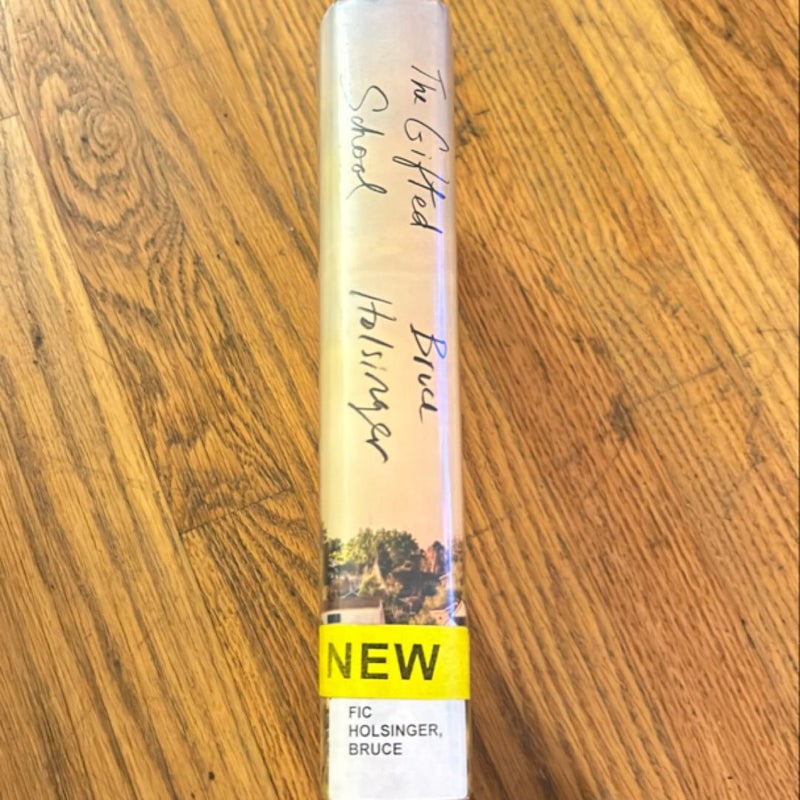 The Gifted
School
Bruce
Holsinger
NEW
FIC
HOLSINGER,
BRUCE